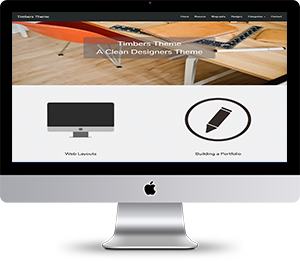 Timbers Theme
Home Resource Biography Designs Categories Contact
Timbers Theme
A Clean Designers Theme
Web Layouts
Building a Portfolio